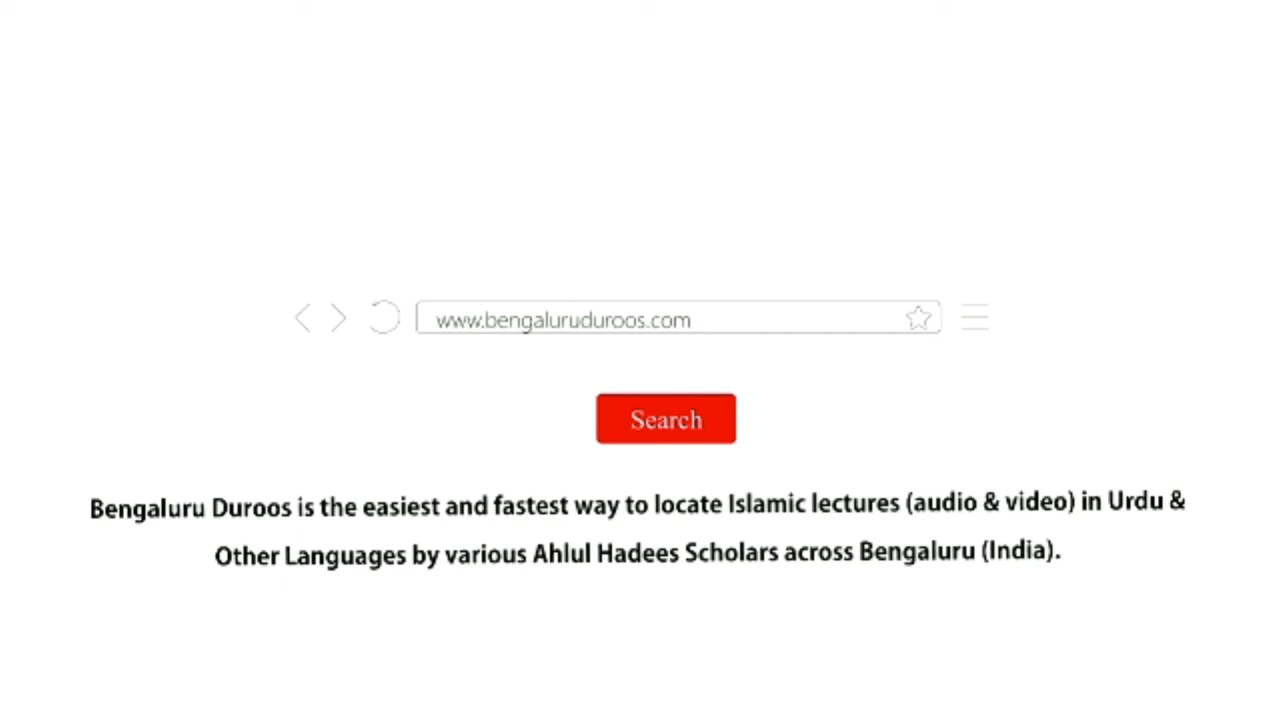 www.bengaluruduroos.com
Search
Bengaluru Duroos is the easiest and fastest way to locate Islamic lectures (audio & video) in Urdu &
Other Languages by various Ahlul Hadees Scholars across Bengaluru (India).